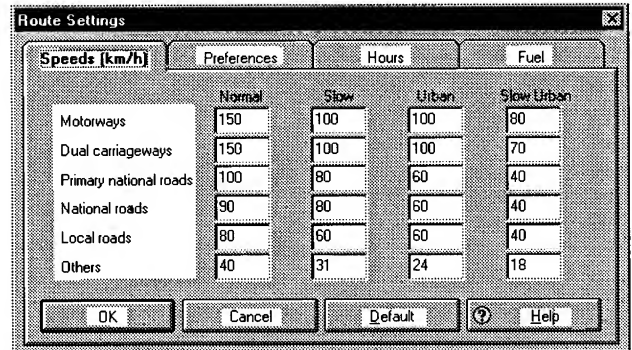 Route Settings
Speeds (km/h) Preferences Hours Fuel
Normal Slow Urban Slow Urban
Motorways 150 100 100 80
Dual carriageways 150 100 100 70
Primary national roads 100 80 60 40
National roads 90 80 60 40
Local roads 80 60 60 40
Others 40 31 24 18
OK Cancel Default Help